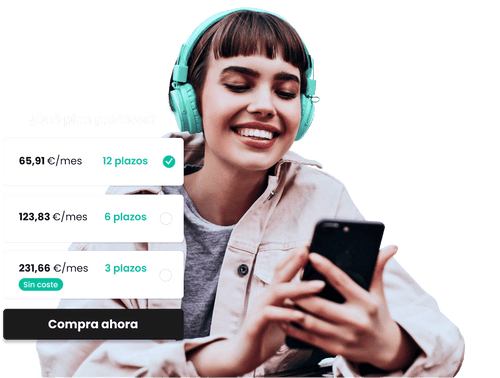 65,91 €/mes 12 plazos
123,83 €/mes 6 plazos
231,66 €/mes 3 plazos
Sin coste
Compra ahora